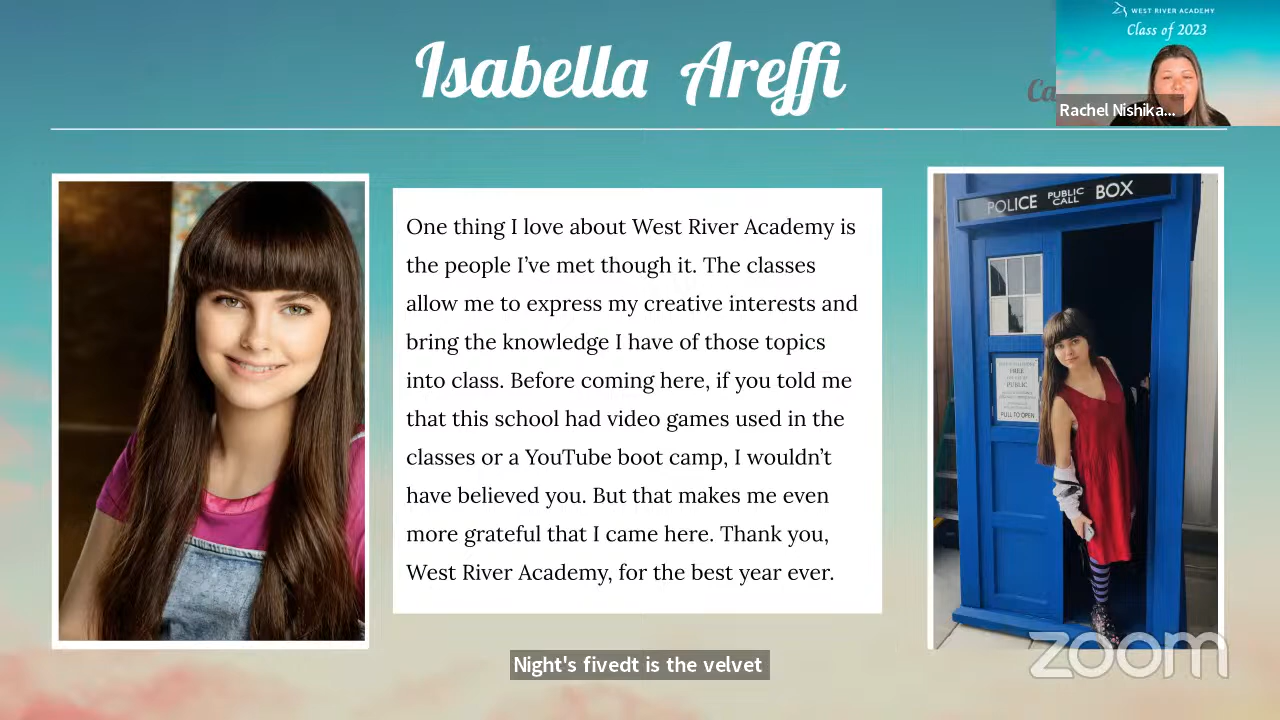 WEST RIVER ACADEMY
Class of 2023
Isabella Areffi
Ca
Rachel Nishika...
One thing I love about West River Academy is
the people I’ve met though it. The classes
allow me to express my creative interests and
bring the knowledge I have of those topics
into class. Before coming here, if you told me
that this school had video games used in the
classes or a YouTube boot camp, I wouldn’t
have believed you. But that makes me even
more grateful that I came here. Thank you,
West River Academy, for the best year ever.
POLICE PUBLIC CALL BOX
FREE
PUBLIC
PULL TO OPEN
Night's fivedt is the velvet
zoom